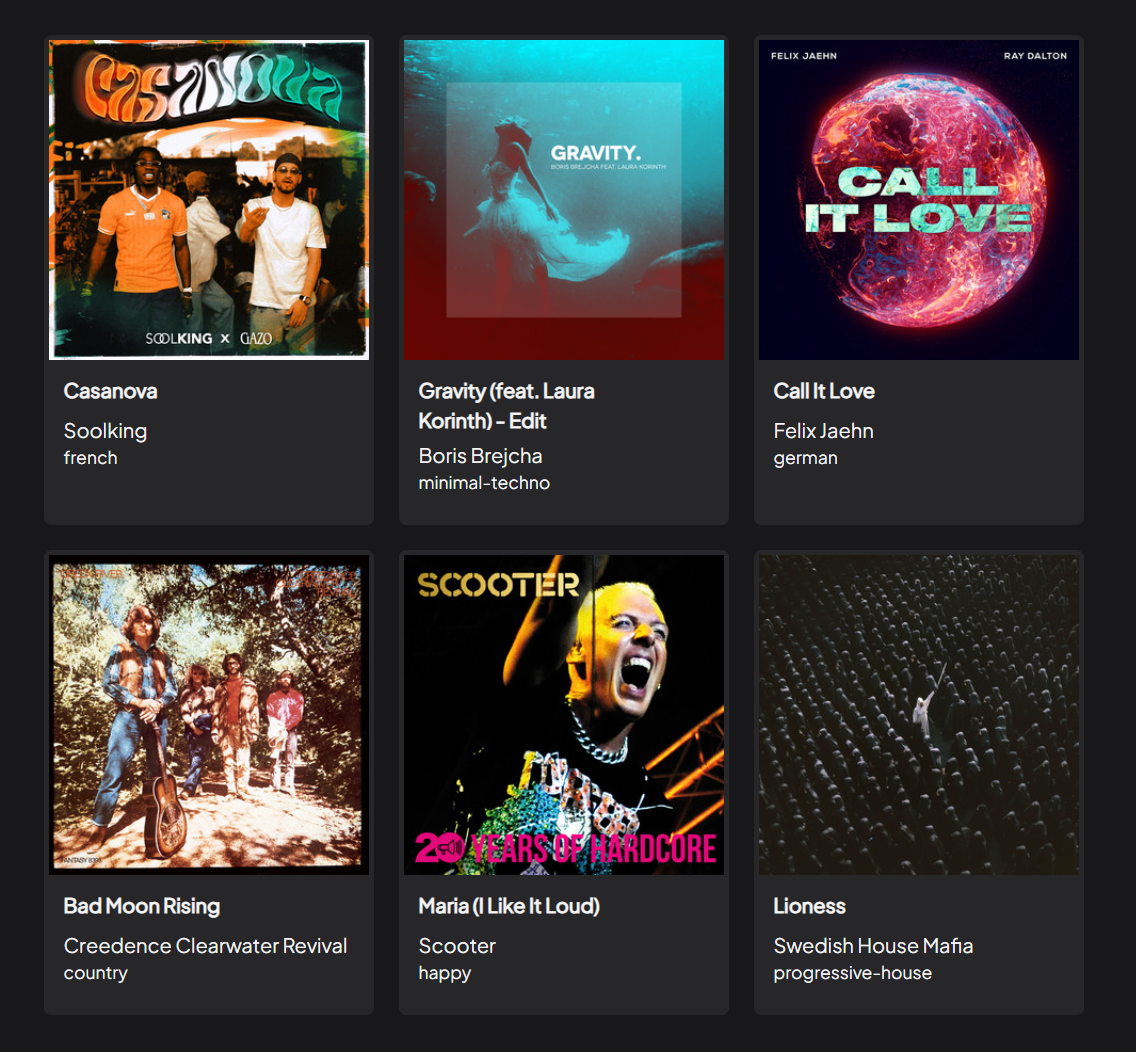 CASANOVA
SOOLKING X GAZO
GRAVITY.
BORIS BREJCHA FEAT. LAURA KORINTH
FELIX JAEHN
RAY DALTON
CALL
IT LOVE
Casanova
Soolking
french
Gravity (feat. Laura
Korinth) - Edit
Boris Brejcha
minimal-techno
Call It Love
Felix Jaehn
german
FANTASY 8393
SCOOTER
20 YEARS OF HARDCORE
Bad Moon Rising
Creedence Clearwater Revival
country
Maria (I Like It Loud)
Scooter
happy
Lioness
Swedish House Mafia
progressive-house